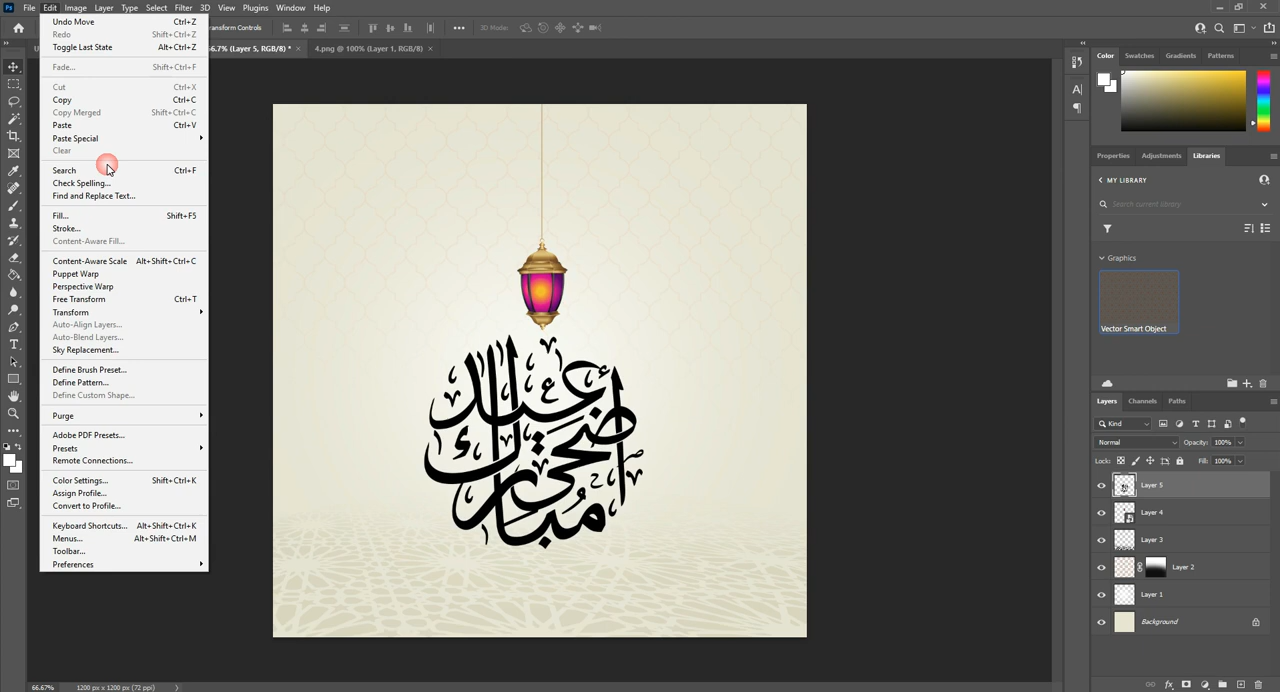 Ps File Edit Image Layer Type Select Filter 3D View Plugins Window Help
Transform Controls
3D Mode:
66.7% (Layer 5, RGB/8) *
4.png @ 100% (Layer 1, RGB/8)
Undo Move Ctrl+Z
Redo Shift+Ctrl+Z
Toggle Last State Alt+Ctrl+Z
Fade... Shift+Ctrl+F
Cut Ctrl+X
Copy Ctrl+C
Copy Merged Shift+Ctrl+C
Paste Ctrl+V
Paste Special
Clear
Search Ctrl+F
Check Spelling...
Find and Replace Text...
Fill... Shift+F5
Stroke...
Content-Aware Fill...
Content-Aware Scale Alt+Shift+Ctrl+C
Puppet Warp
Perspective Warp
Free Transform Ctrl+T
Transform
Auto-Align Layers...
Auto-Blend Layers...
Sky Replacement...
Define Brush Preset...
Define Pattern...
Define Custom Shape...
Purge
Adobe PDF Presets...
Presets
Remote Connections...
Color Settings... Shift+Ctrl+K
Assign Profile...
Convert to Profile...
Keyboard Shortcuts... Alt+Shift+Ctrl+K
Menus... Alt+Shift+Ctrl+M
Toolbar...
Preferences
عيد
أضحى
مبارك
Color Swatches Gradients Patterns
Properties Adjustments Libraries
MY LIBRARY
Search current library
Graphics
Vector Smart Object
Layers Channels Paths
Kind
Normal Opacity: 100%
Lock: Fill: 100%
Layer 5
Layer 4
Layer 3
Layer 2
Layer 1
Background
66.67% 1200 px x 1200 px (72 ppi)